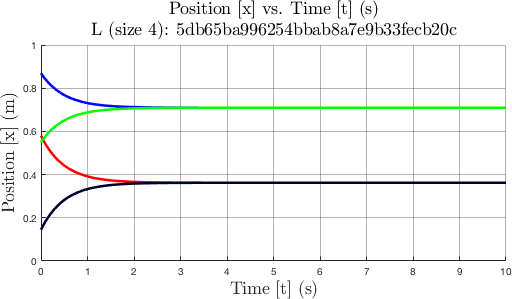 Position [x] vs. Time [t] (s)
L (size 4): 5db65ba996254bbab8a7e9b33fecb20c
Position [x] (m)
1
0.8
0.6
0.4
0.2
0
0 1 2 3 4 5 6 7 8 9 10
Time [t] (s)